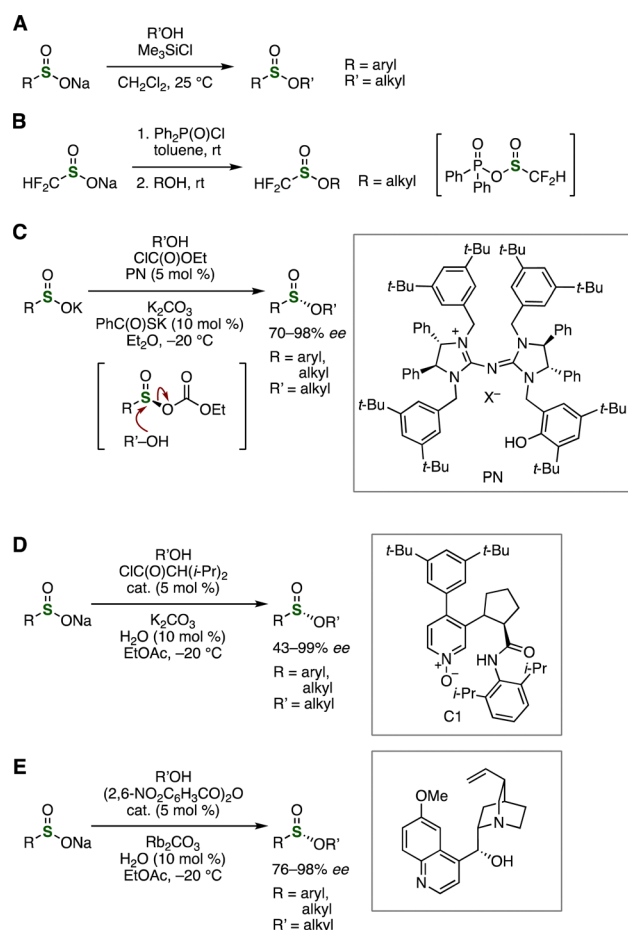 A
O
R
S
ONa
R'OH
Me₃SiCl
CH₂Cl₂, 25 °C
O
R
S
OR'
R = aryl
R' = alkyl
B
O
HF₂C
S
ONa
1. Ph₂P(O)Cl
toluene, rt
2. ROH, rt
O
HF₂C
S
OR
R = alkyl
O O
Ph P S
Ph O CF₂H
C
O
R
S
OK
R'OH
ClC(O)OEt
PN (5 mol %)
K₂CO₃
PhC(O)SK (10 mol %)
Et₂O, –20 °C
O
R
S
OR'
70–98% ee
R = aryl,
alkyl
R' = alkyl
O O
R S O OEt
R'–OH
t-Bu t-Bu
t-Bu t-Bu
Ph + Ph
N N
N
Ph N N Ph
X–
t-Bu t-Bu
HO
t-Bu t-Bu
PN
D
O
R
S
ONa
R'OH
ClC(O)CH(i-Pr)₂
cat. (5 mol %)
K₂CO₃
H₂O (10 mol %)
EtOAc, –20 °C
O
R
S
OR'
43–99% ee
R = aryl,
alkyl
R' = alkyl
t-Bu t-Bu
O
HN
N+
O–
i-Pr
i-Pr
C1
E
O
R
S
ONa
R'OH
(2,6-NO₂C₆H₃CO)₂O
cat. (5 mol %)
Rb₂CO₃
H₂O (10 mol %)
EtOAc, –20 °C
O
R
S
OR'
76–98% ee
R = aryl,
alkyl
R' = alkyl
OMe
N
OH
N